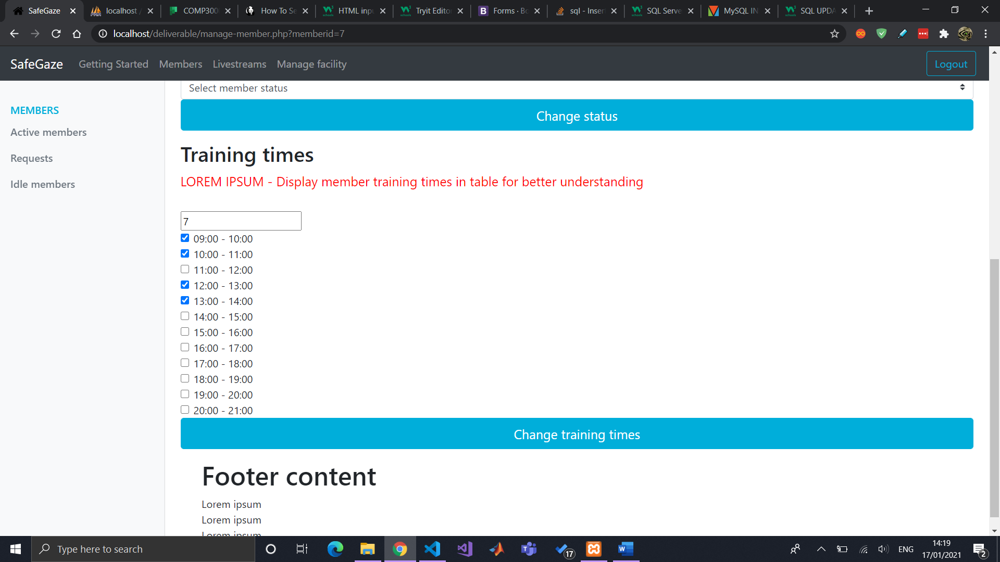 SafeGaze
localhost /
COMP300
How To Se
HTML inpu
Tryit Editor
Forms · Bo
sql - Inser
SQL Serve
MySQL IN
SQL UPDA
localhost/deliverable/manage-member.php?memberid=7
SafeGaze Getting Started Members Livestreams Manage facility Logout
MEMBERS
Active members
Requests
Idle members
Select member status
Change status
Training times
LOREM IPSUM - Display member training times in table for better understanding
7
09:00 - 10:00
10:00 - 11:00
11:00 - 12:00
12:00 - 13:00
13:00 - 14:00
14:00 - 15:00
15:00 - 16:00
16:00 - 17:00
17:00 - 18:00
18:00 - 19:00
19:00 - 20:00
20:00 - 21:00
Change training times
Footer content
Lorem ipsum
Lorem ipsum
Lorem ipsum
Type here to search
17
ENG
14:19
17/01/2021
2